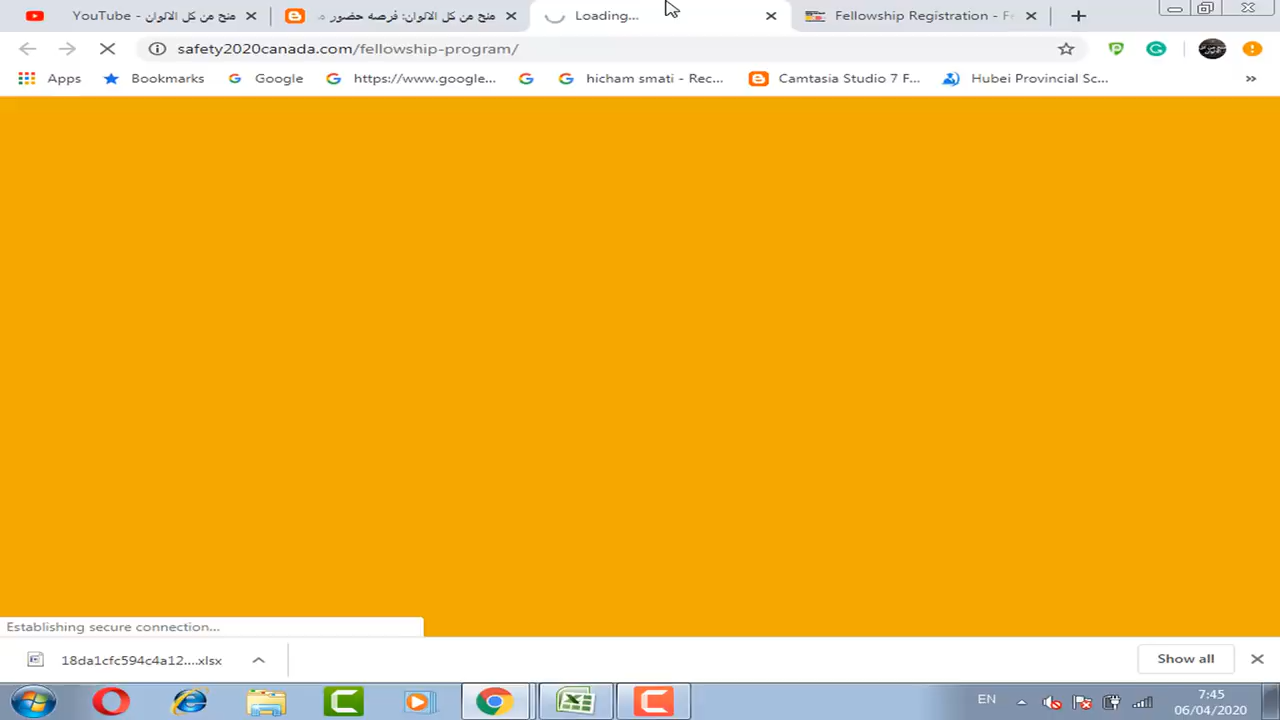 YouTube - منح من كل الالوان
منح من كل الالوان: فرصه حضور
Loading...
Fellowship Registration - F
safety2020canada.com/fellowship-program/
Apps
Bookmarks
Google
https://www.google...
hicham smati - Rec...
Camtasia Studio 7 F...
Hubei Provincial Sc...
»
Establishing secure connection...
18da1cfc594c4a12....xlsx
Show all
EN
7:45
06/04/2020